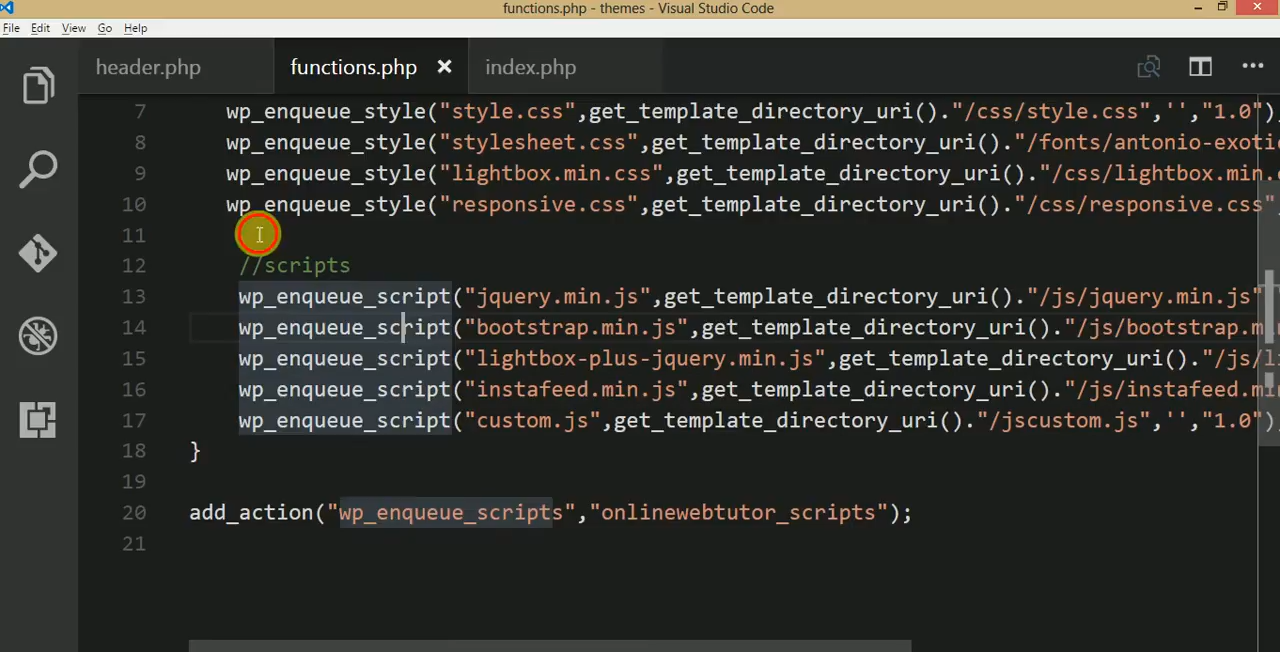 functions.php - themes - Visual Studio Code
File Edit View Go Help
header.php functions.php index.php
7 wp_enqueue_style("style.css",get_template_directory_uri()."/css/style.css",'',"1.0")
8 wp_enqueue_style("stylesheet.css",get_template_directory_uri()."/fonts/antonio-exoti
9 wp_enqueue_style("lightbox.min.css",get_template_directory_uri()."/css/lightbox.min.
10 wp_enqueue_style("responsive.css",get_template_directory_uri()."/css/responsive.css"
11
12 //scripts
13 wp_enqueue_script("jquery.min.js",get_template_directory_uri()."/js/jquery.min.js"
14 wp_enqueue_script("bootstrap.min.js",get_template_directory_uri()."/js/bootstrap.mi
15 wp_enqueue_script("lightbox-plus-jquery.min.js",get_template_directory_uri()."/js/li
16 wp_enqueue_script("instafeed.min.js",get_template_directory_uri()."/js/instafeed.mi
17 wp_enqueue_script("custom.js",get_template_directory_uri()."/jscustom.js",'',"1.0")
18 }
19
20 add_action("wp_enqueue_scripts","onlinewebtutor_scripts");
21